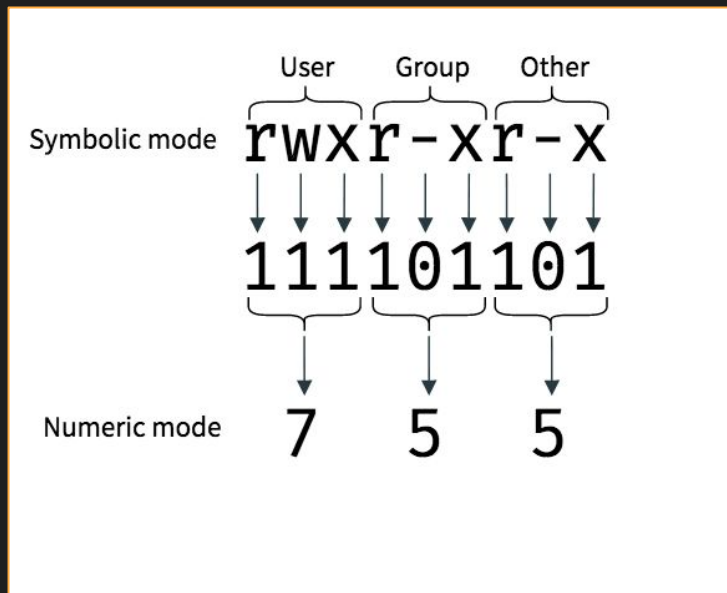 User Group Other
Symbolic mode rwxr-xr-x
111101101
Numeric mode 7 5 5